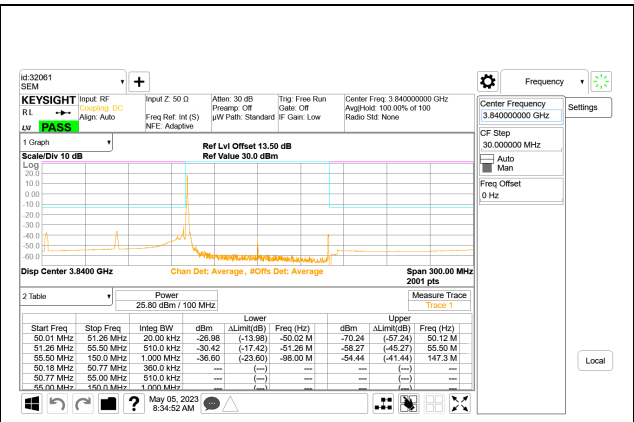 id:32061
SEM
Frequency
KEYSIGHT Input: RF
RL
Coupling: DC
Align: Auto
LXI PASS
Input Z: 50 Ω
Freq Ref: Int (S)
NFE: Adaptive
Atten: 30 dB
Preamp: Off
µW Path: Standard
Trig: Free Run
Gate: Off
IF Gain: Low
Center Freq: 3.840000000 GHz
Avg|Hold: 100.00% of 100
Radio Std: None
Center Frequency
3.840000000 GHz
Settings
CF Step
30.000000 MHz
Auto
Man
Freq Offset
0 Hz
1 Graph
Scale/Div 10 dB
Ref Lvl Offset 13.50 dB
Ref Value 30.0 dBm
Log
20.0
10.0
0.00
-10.0
-20.0
-30.0
-40.0
-50.0
-60.0
Disp Center 3.8400 GHz
Chan Det: Average , #Offs Det: Average
Span 300.00 MHz
2001 pts
2 Table
Power
25.80 dBm / 100 MHz
Measure Trace
Trace 1
Lower Upper
Start Freq Stop Freq Integ BW dBm ΔLimit(dB) Freq (Hz) dBm ΔLimit(dB) Freq (Hz)
50.01 MHz 51.26 MHz 20.00 kHz -26.98 (-13.98) -50.02 M -70.24 (-57.24) 50.12 M
51.26 MHz 55.50 MHz 510.0 kHz -30.42 (-17.42) -51.26 M -58.27 (-45.27) 55.50 M
55.50 MHz 150.0 MHz 1.000 MHz -36.60 (-23.60) -98.00 M -54.44 (-41.44) 147.3 M
50.18 MHz 50.77 MHz 360.0 kHz --- (---) --- (---)
50.77 MHz 55.00 MHz 510.0 kHz --- (---) --- (---)
55.00 MHz 150.0 MHz 1.000 MHz --- (---) --- (---)
Local
May 05, 2023
8:34:52 AM